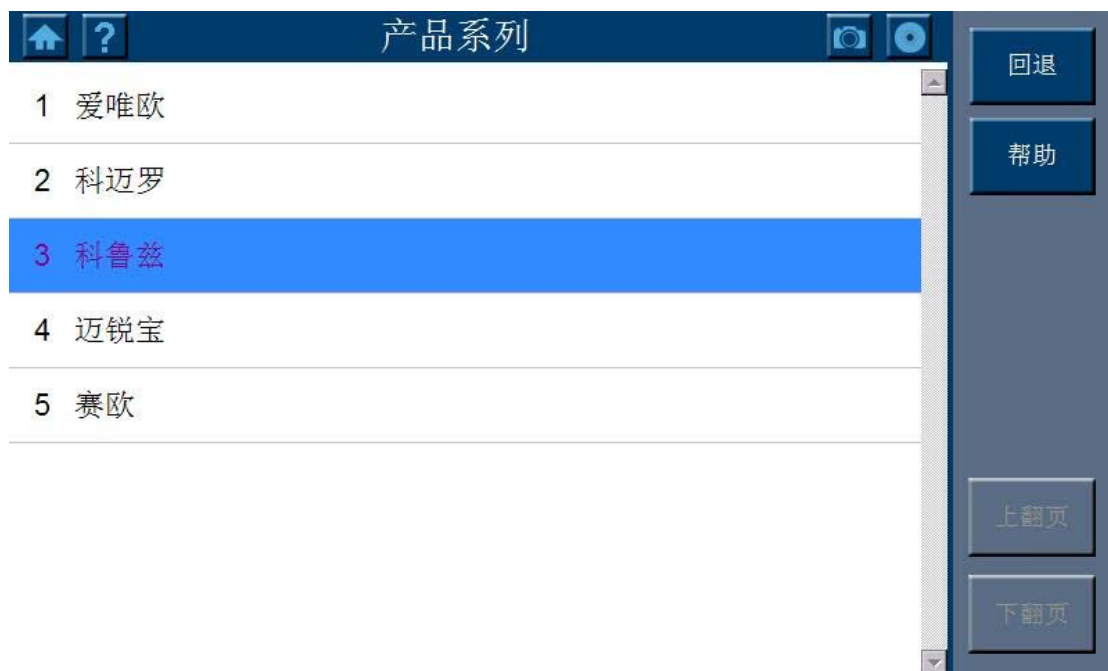 ?
产品系列
回退
帮助
1 爱唯欧
2 科迈罗
3 科鲁兹
4 迈锐宝
5 赛欧
上翻页
下翻页